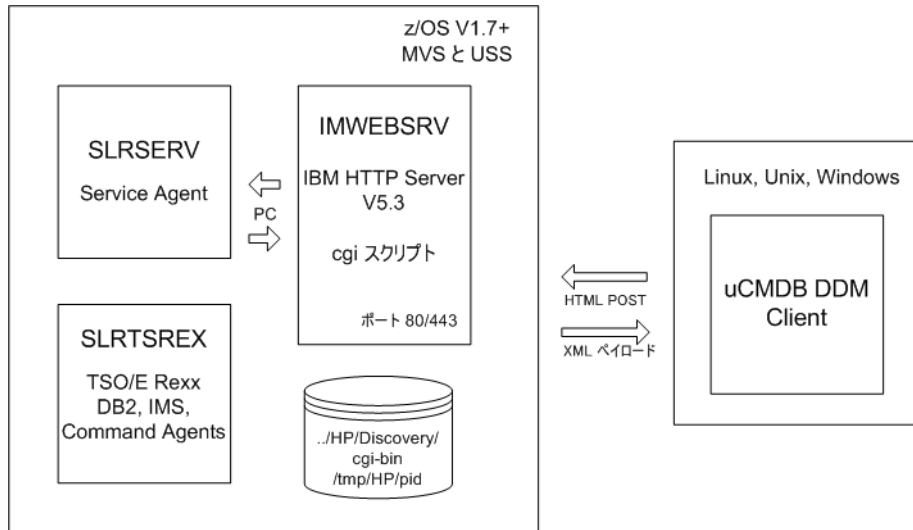 z/OS V1.7+
MVS と USS
SLRSERV
Service Agent
PC
IMWEBSRV
IBM HTTP Server
V5.3
cgi スクリプト
ポート 80/443
SLRTSREX
TSO/E Rexx
DB2, IMS,
Command Agents
../HP/Discovery/
cgi-bin
/tmp/HP/pid
HTML POST
XML ペイロード
Linux, Unix, Windows
uCMDB DDM
Client